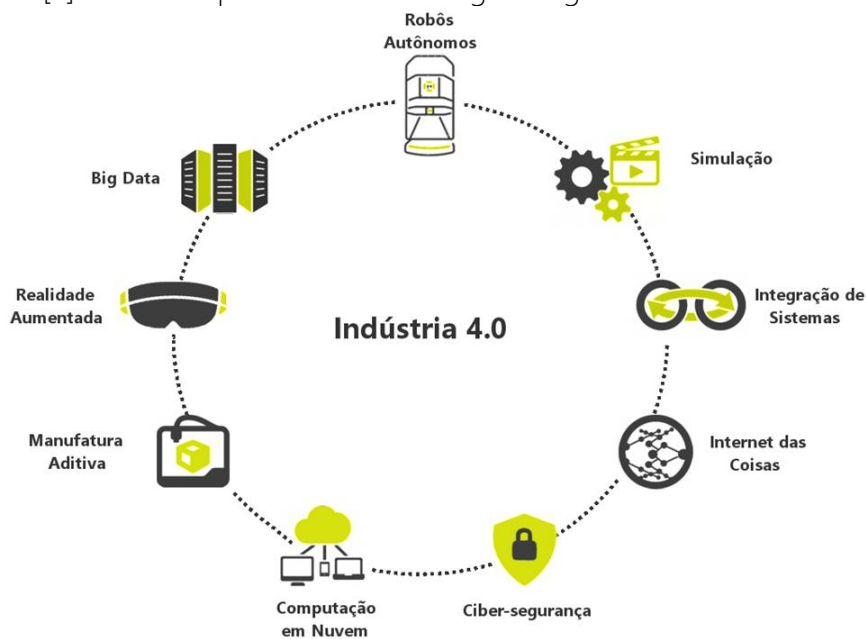 Robôs
Autônomos
Simulação
Big Data
Integração de
Sistemas
Realidade
Aumentada
Indústria 4.0
Internet das
Coisas
Manufatura
Aditiva
Ciber-segurança
Computação
em Nuvem